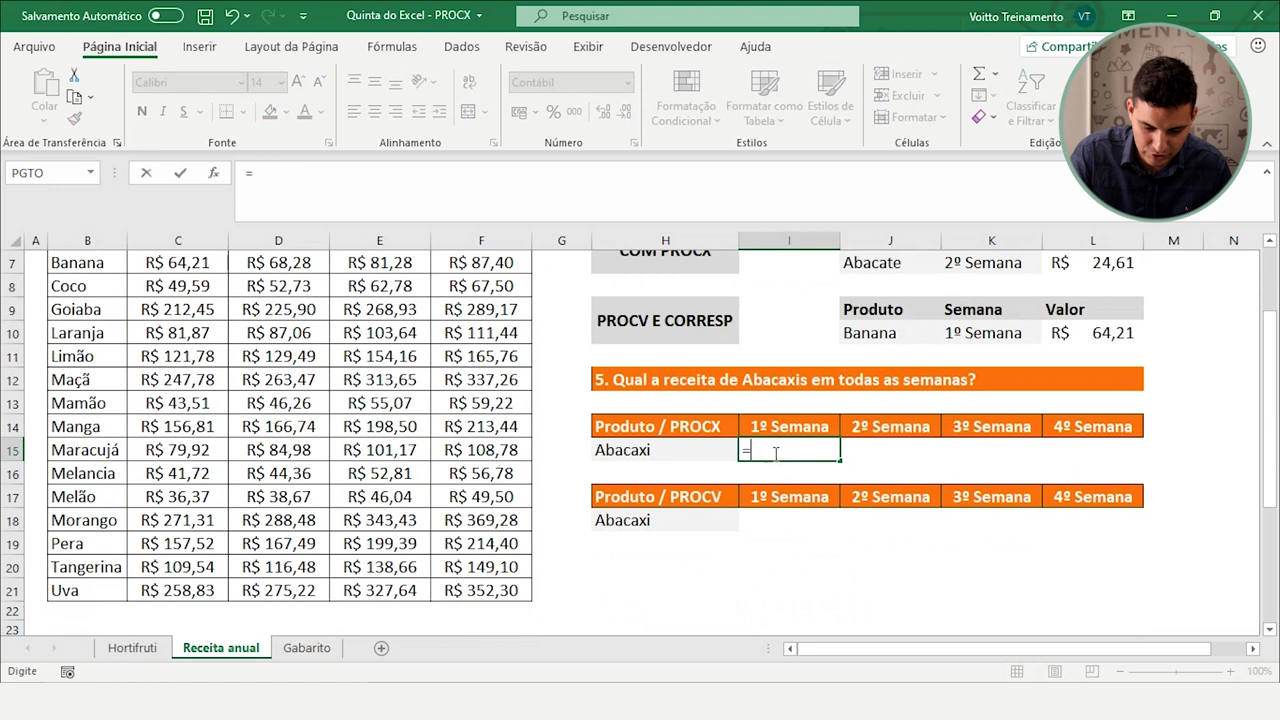 Salvamento Automático
Quinta do Excel - PROCX
Pesquisar
Voitto Treinamento VT
Arquivo Página Inicial Inserir Layout da Página Fórmulas Dados Revisão Exibir Desenvolvedor Ajuda
Colar
Calibri 14
N I S
Contábil
% 000
Formatação Condicional
Formatar como Tabela
Estilos de Célula
Inserir
Excluir
Formatar
Classificar e Filtrar
Área de Transferência Fonte Alinhamento Número Estilos Células Edição
PGTO fx =
A B C D E F G H I J K L M N
COM PROCX
7 Banana R$ 64,21 R$ 68,28 R$ 81,28 R$ 87,40 Abacate 2º Semana R$ 24,61
8 Coco R$ 49,59 R$ 52,73 R$ 62,78 R$ 67,50
9 Goiaba R$ 212,45 R$ 225,90 R$ 268,93 R$ 289,17 Produto Semana Valor
PROCV E CORRESP
10 Laranja R$ 81,87 R$ 87,06 R$ 103,64 R$ 111,44 Banana 1º Semana R$ 64,21
11 Limão R$ 121,78 R$ 129,49 R$ 154,16 R$ 165,76
12 Maçã R$ 247,78 R$ 263,47 R$ 313,65 R$ 337,26 5. Qual a receita de Abacaxis em todas as semanas?
13 Mamão R$ 43,51 R$ 46,26 R$ 55,07 R$ 59,22
14 Manga R$ 156,81 R$ 166,74 R$ 198,50 R$ 213,44 Produto / PROCX 1º Semana 2º Semana 3º Semana 4º Semana
15 Maracujá R$ 79,92 R$ 84,98 R$ 101,17 R$ 108,78 Abacaxi =
16 Melancia R$ 41,72 R$ 44,36 R$ 52,81 R$ 56,78
17 Melão R$ 36,37 R$ 38,67 R$ 46,04 R$ 49,50 Produto / PROCV 1º Semana 2º Semana 3º Semana 4º Semana
18 Morango R$ 271,31 R$ 288,48 R$ 343,43 R$ 369,28 Abacaxi
19 Pera R$ 157,52 R$ 167,49 R$ 199,39 R$ 214,40
20 Tangerina R$ 109,54 R$ 116,48 R$ 138,66 R$ 149,10
21 Uva R$ 258,83 R$ 275,22 R$ 327,64 R$ 352,30
22
23
Hortifruti Receita anual Gabarito
Digite 100%